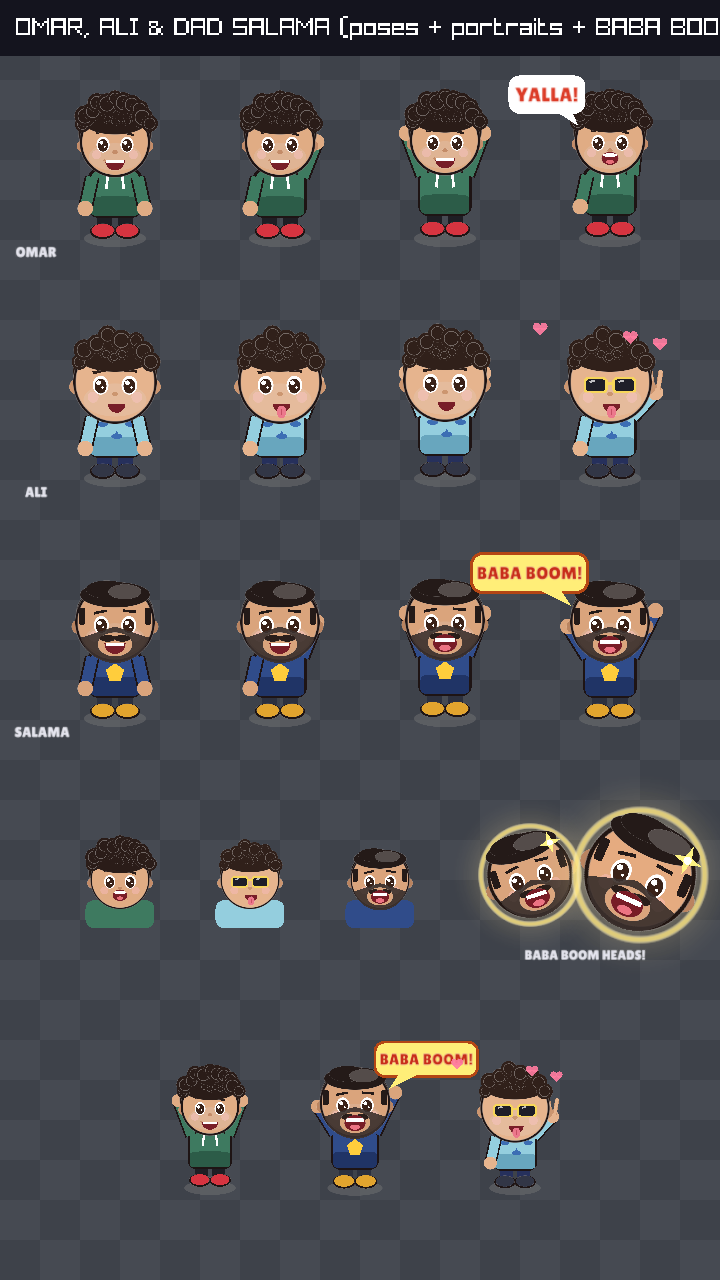 OMAR, ALI & DAD SALAMA (poses + portraits + BABA BOO
YALLA!
OMAR
ALI
BABA BOOM!
SALAMA
BABA BOOM HEADS!
BABA BOOM!